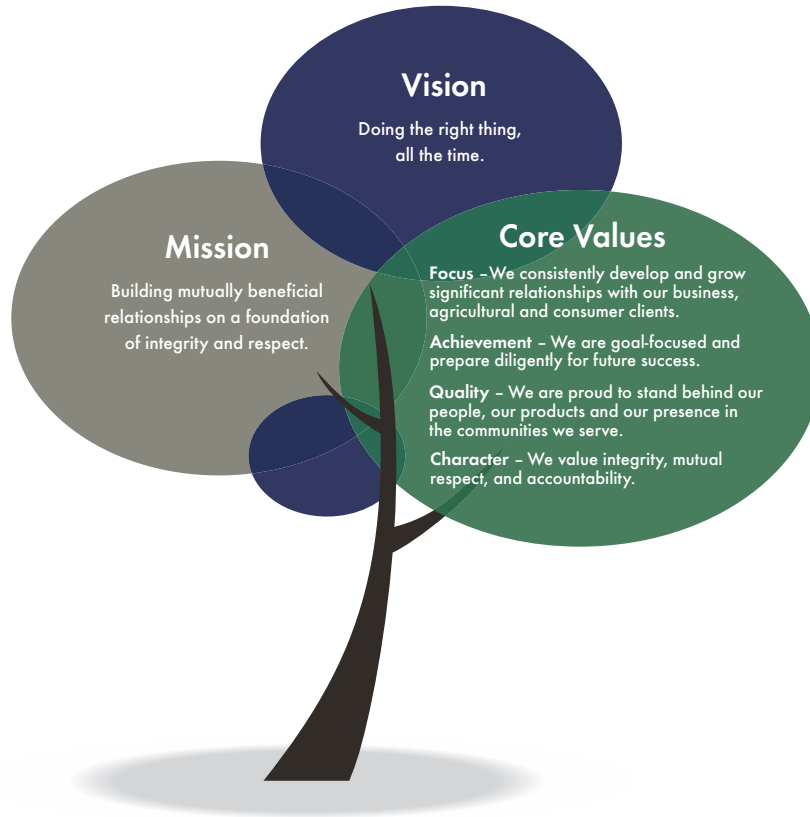 Vision
Doing the right thing,
all the time.
Mission
Building mutually beneficial
relationships on a foundation
of integrity and respect.
Core Values
Focus –We consistently develop and grow
significant relationships with our business,
agricultural and consumer clients.
Achievement – We are goal-focused and
prepare diligently for future success.
Quality – We are proud to stand behind our
people, our products and our presence in
the communities we serve.
Character – We value integrity, mutual
respect, and accountability.